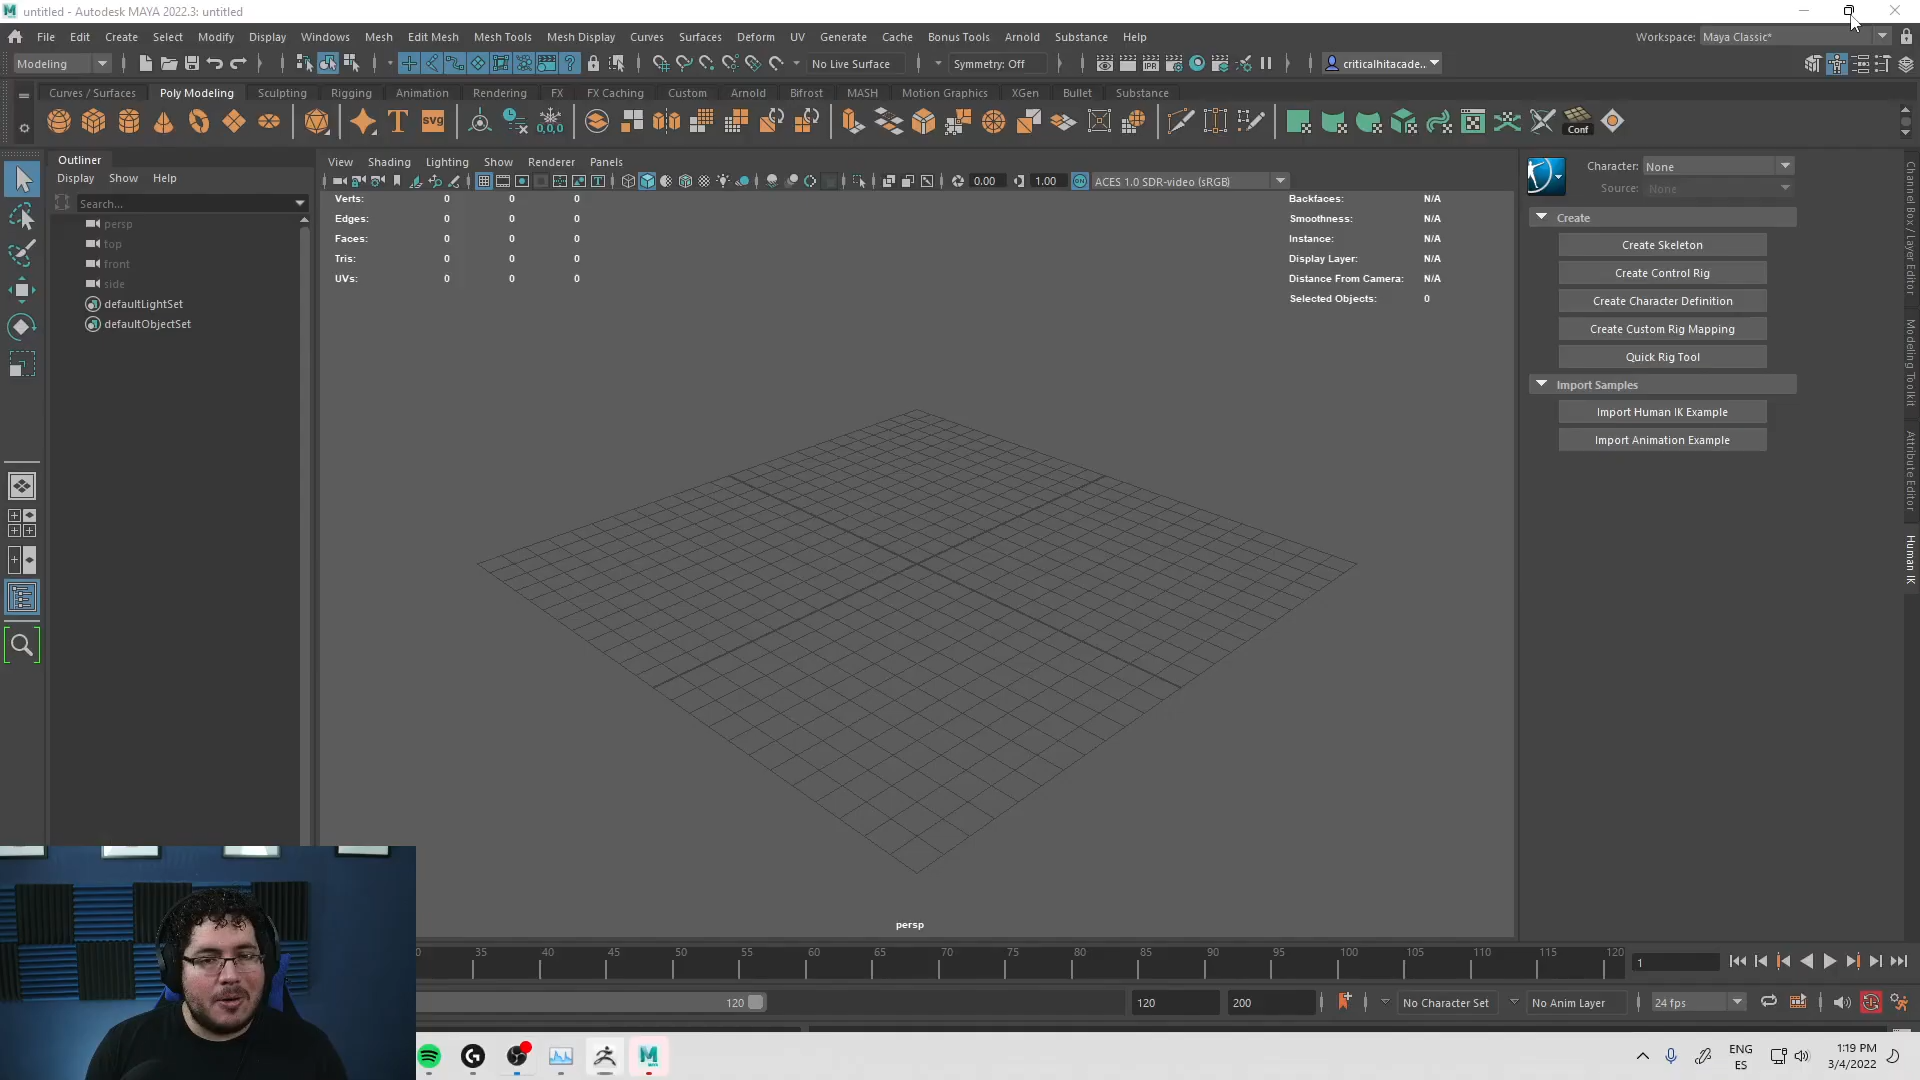 untitled - Autodesk MAYA 2022.3: untitled
File Edit Create Select Modify Display Windows Mesh Edit Mesh Mesh Tools Mesh Display Curves Surfaces Deform UV Generate Cache Bonus Tools Arnold Substance Help
Workspace: Maya Classic*
Modeling
No Live Surface
Symmetry: Off
criticalhitacade..
Curves / Surfaces Poly Modeling Sculpting Rigging Animation Rendering FX FX Caching Custom Arnold Bifrost MASH Motion Graphics XGen Bullet Substance
T svg 0,0,0 Conf
Outliner
Display Show Help
Search...
persp
top
front
side
defaultLightSet
defaultObjectSet
View Shading Lighting Show Renderer Panels
0.00 1.00 ACES 1.0 SDR-video (sRGB)
Verts: 0 0 0
Edges: 0 0 0
Faces: 0 0 0
Tris: 0 0 0
UVs: 0 0 0
Backfaces: N/A
Smoothness: N/A
Instance: N/A
Display Layer: N/A
Distance From Camera: N/A
Selected Objects: 0
persp
Character: None
Source: None
Create
Create Skeleton
Create Control Rig
Create Character Definition
Create Custom Rig Mapping
Quick Rig Tool
Import Samples
Import Human IK Example
Import Animation Example
Channel Box / Layer Editor
Modeling Toolkit
Attribute Editor
Human IK
35 40 45 50 55 60 65 70 75 80 85 90 95 100 105 110 115 120
1
120
120
200
No Character Set
No Anim Layer
24 fps
ENG
ES
1:19 PM
3/4/2022